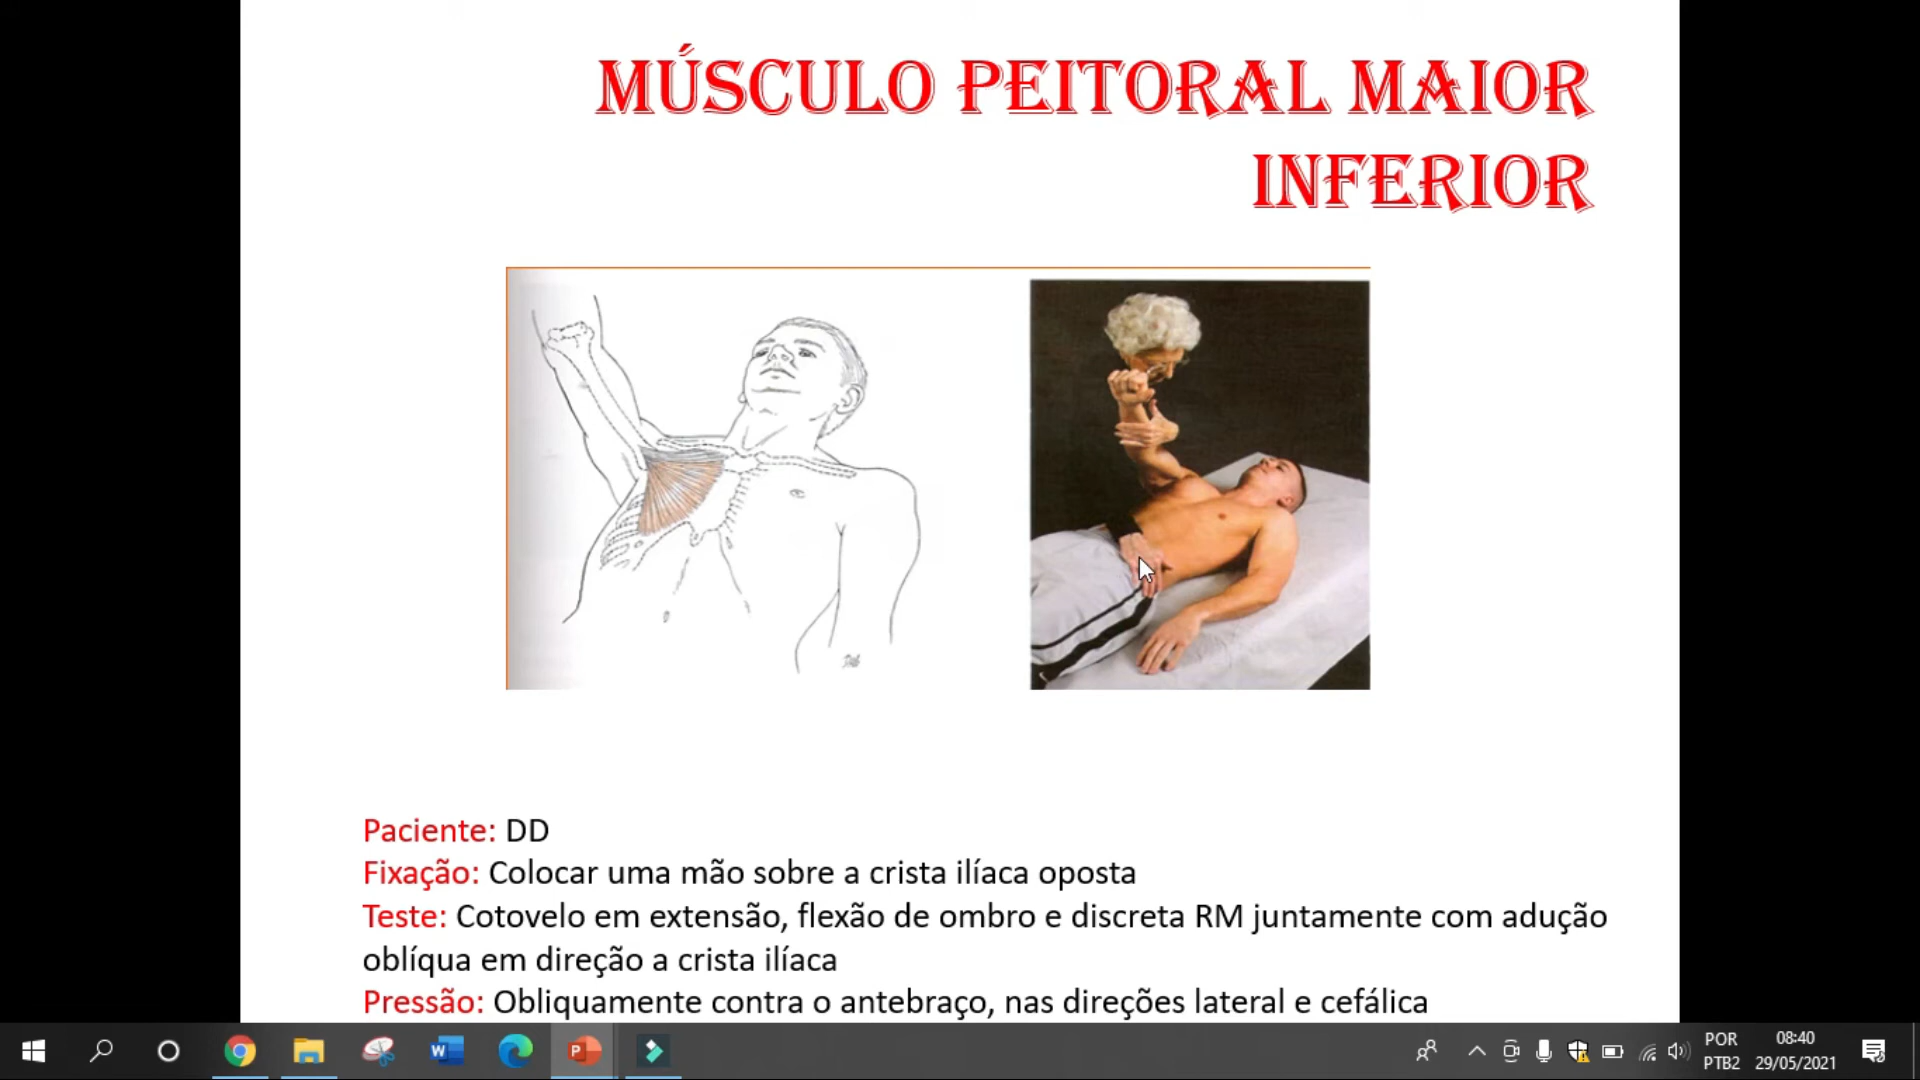 MÚSCULO PEITORAL MAIOR
INFERIOR
Paciente: DD
Fixação: Colocar uma mão sobre a crista ilíaca oposta
Teste: Cotovelo em extensão, flexão de ombro e discreta RM juntamente com adução
oblíqua em direção a crista ilíaca
Pressão: Obliquamente contra o antebraço, nas direções lateral e cefálica
POR
PTB2
08:40
29/05/2021